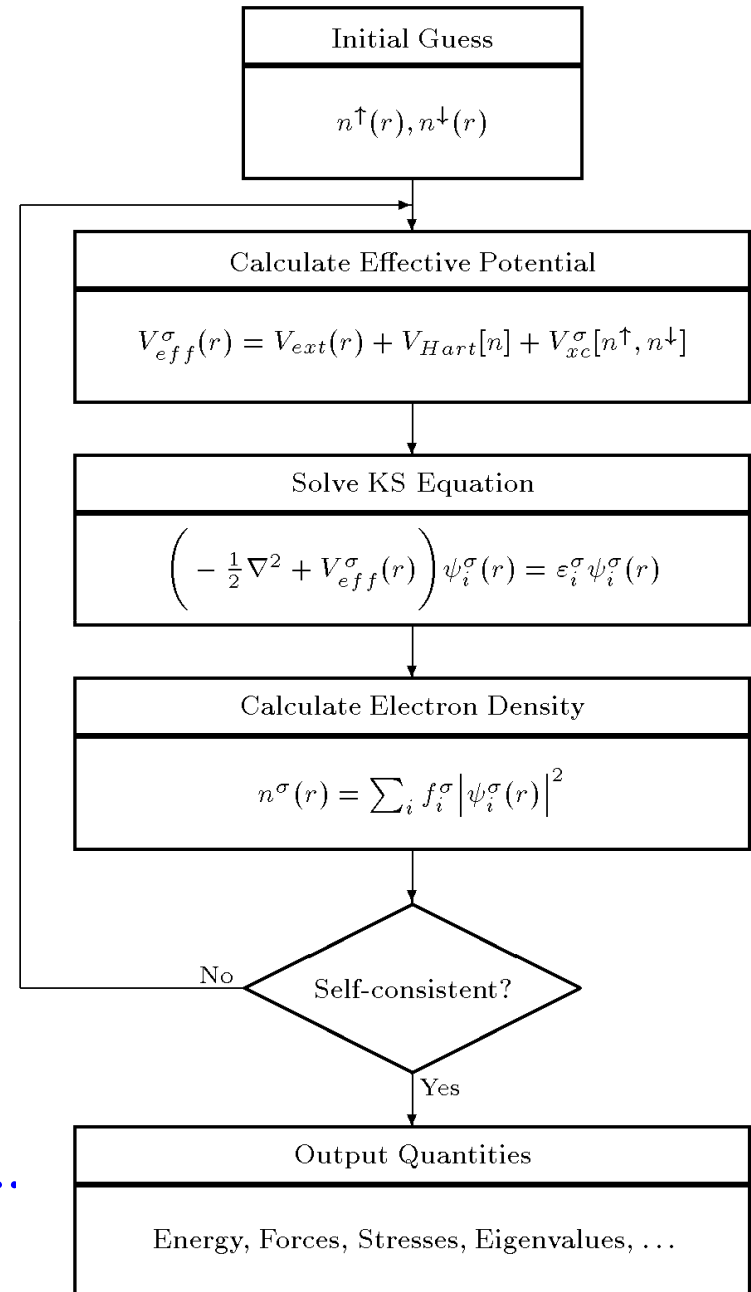 Initial Guess
n↑(r), n↓(r)
Calculate Effective Potential
V^σ_eff(r) = V_ext(r) + V_Hart[n] + V^σ_xc[n↑, n↓]
Solve KS Equation
( - 1/2 ∇² + V^σ_eff(r) ) ψ^σ_i(r) = ε^σ_i ψ^σ_i(r)
Calculate Electron Density
n^σ(r) = ∑_i f^σ_i |ψ^σ_i(r)|²
No
Self-consistent?
Yes
Output Quantities
Energy, Forces, Stresses, Eigenvalues, ...